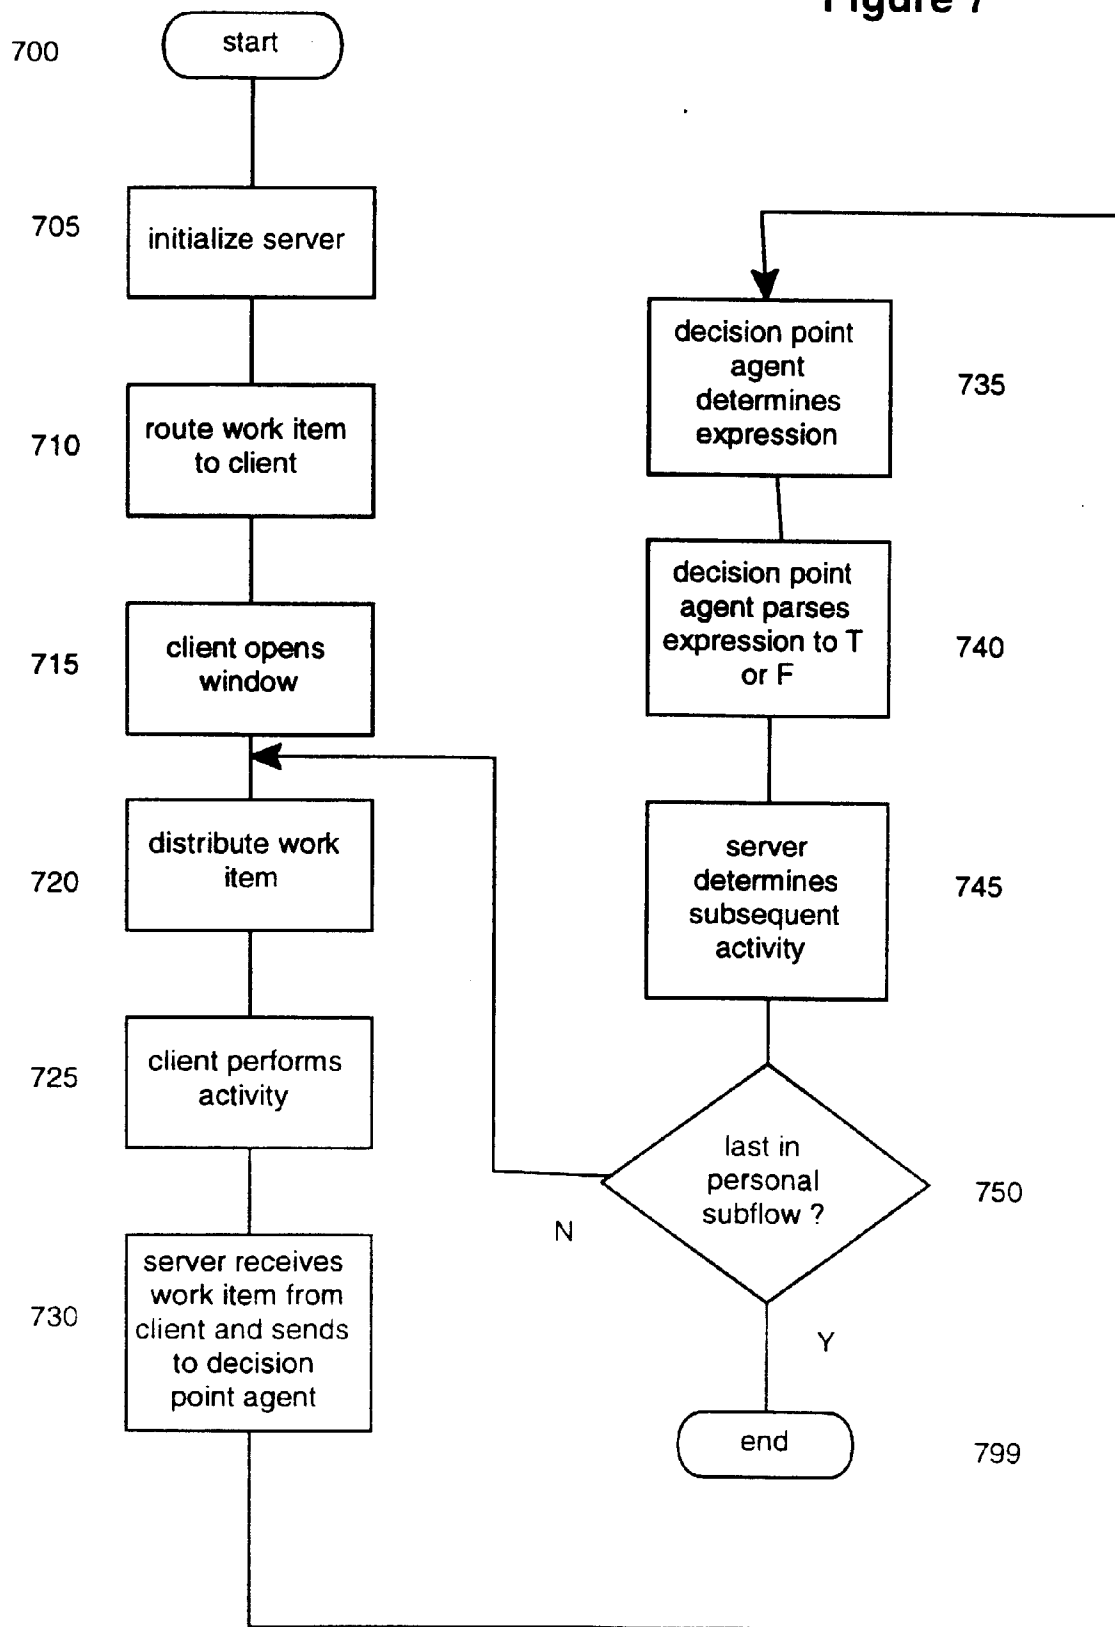 Figure 7
700
start
705
initialize server
710
route work item
to client
715
client opens
window
720
distribute work
item
725
client performs
activity
730
server receives
work item from
client and sends
to decision
point agent
decision point
agent
determines
expression
735
decision point
agent parses
expression to T
or F
740
server
determines
subsequent
activity
745
last in
personal
subflow ?
750
N
Y
end
799